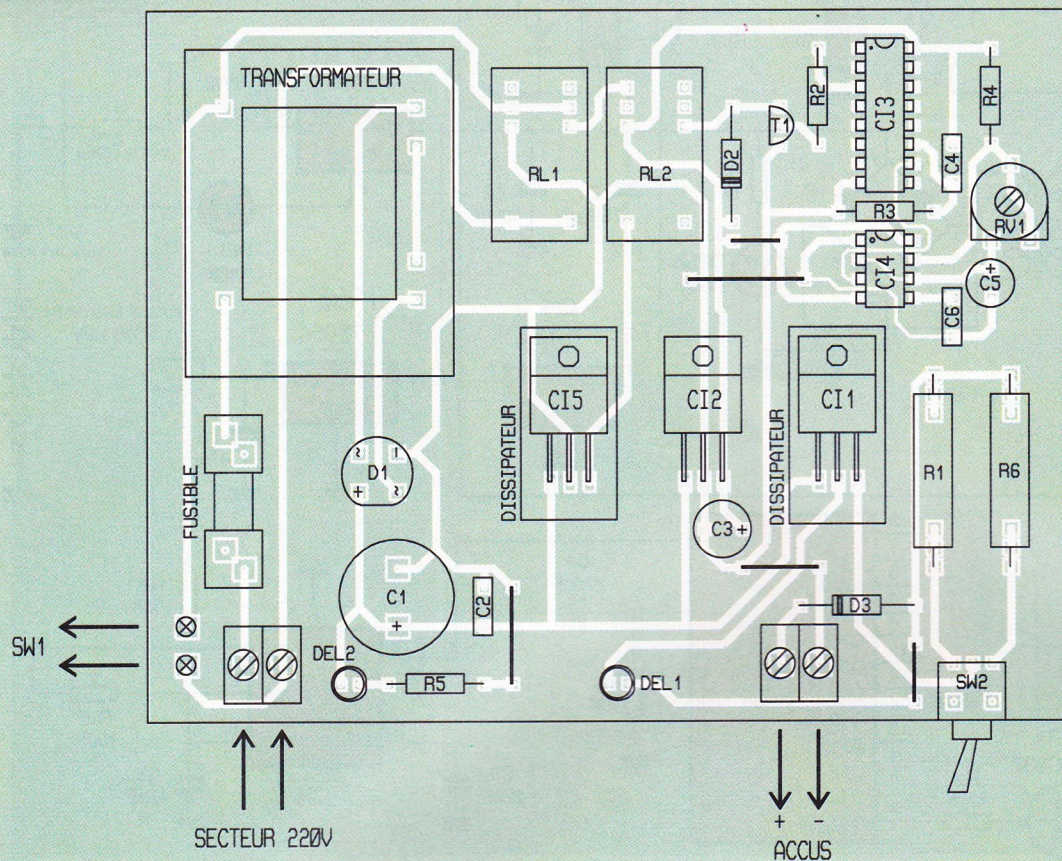 TRANSFORMATEUR
RL1
RL2
D2
T1
R2
CI3
C4
R4
R3
RV1
CI4
C5
+
C6
CI5
CI2
CI1
DISSIPATEUR
DISSIPATEUR
FUSIBLE
~
-
D1
+
~
C3
+
R1
R6
C1
+
C2
D3
SW1
DEL2
R5
DEL1
SW2
SECTEUR 220V
+ -
ACCUS